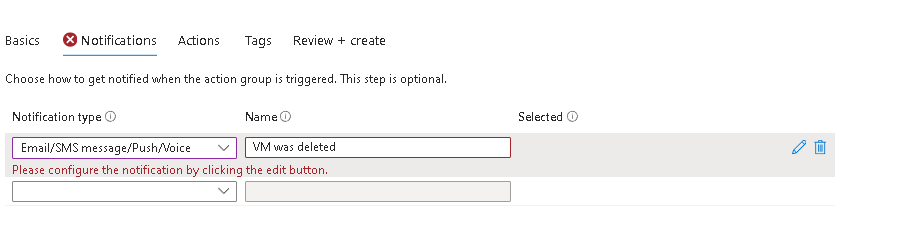 Basics Notifications Actions Tags Review + create
Choose how to get notified when the action group is triggered. This step is optional.
Notification type Name Selected
Email/SMS message/Push/Voice VM was deleted
Please configure the notification by clicking the edit button.